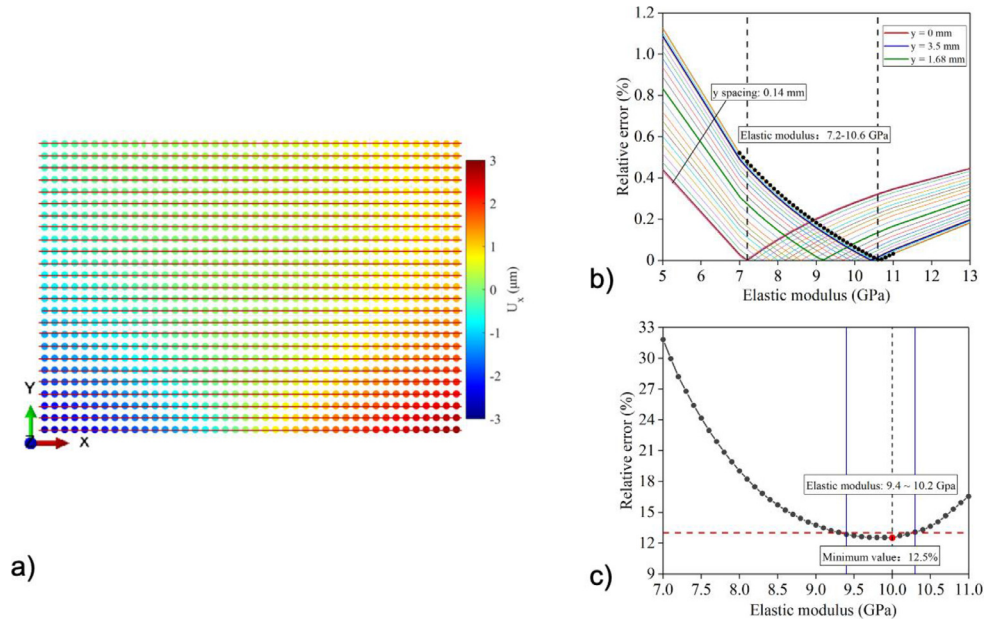 3
2
1
0
-1
-2
-3
U_x (μm)
Y
X
a)
1.2
1.0
0.8
0.6
0.4
0.2
0
Relative error (%)
y = 0 mm
y = 3.5 mm
y = 1.68 mm
y spacing: 0.14 mm
Elastic modulus：7.2-10.6 GPa
5 6 7 8 9 10 11 12 13
Elastic modulus (GPa)
b)
33
30
27
24
21
18
15
12
9
Relative error (%)
Elastic modulus: 9.4 ~ 10.2 Gpa
Minimum value：12.5%
7.0 7.5 8.0 8.5 9.0 9.5 10.0 10.5 11.0
Elastic modulus (GPa)
c)